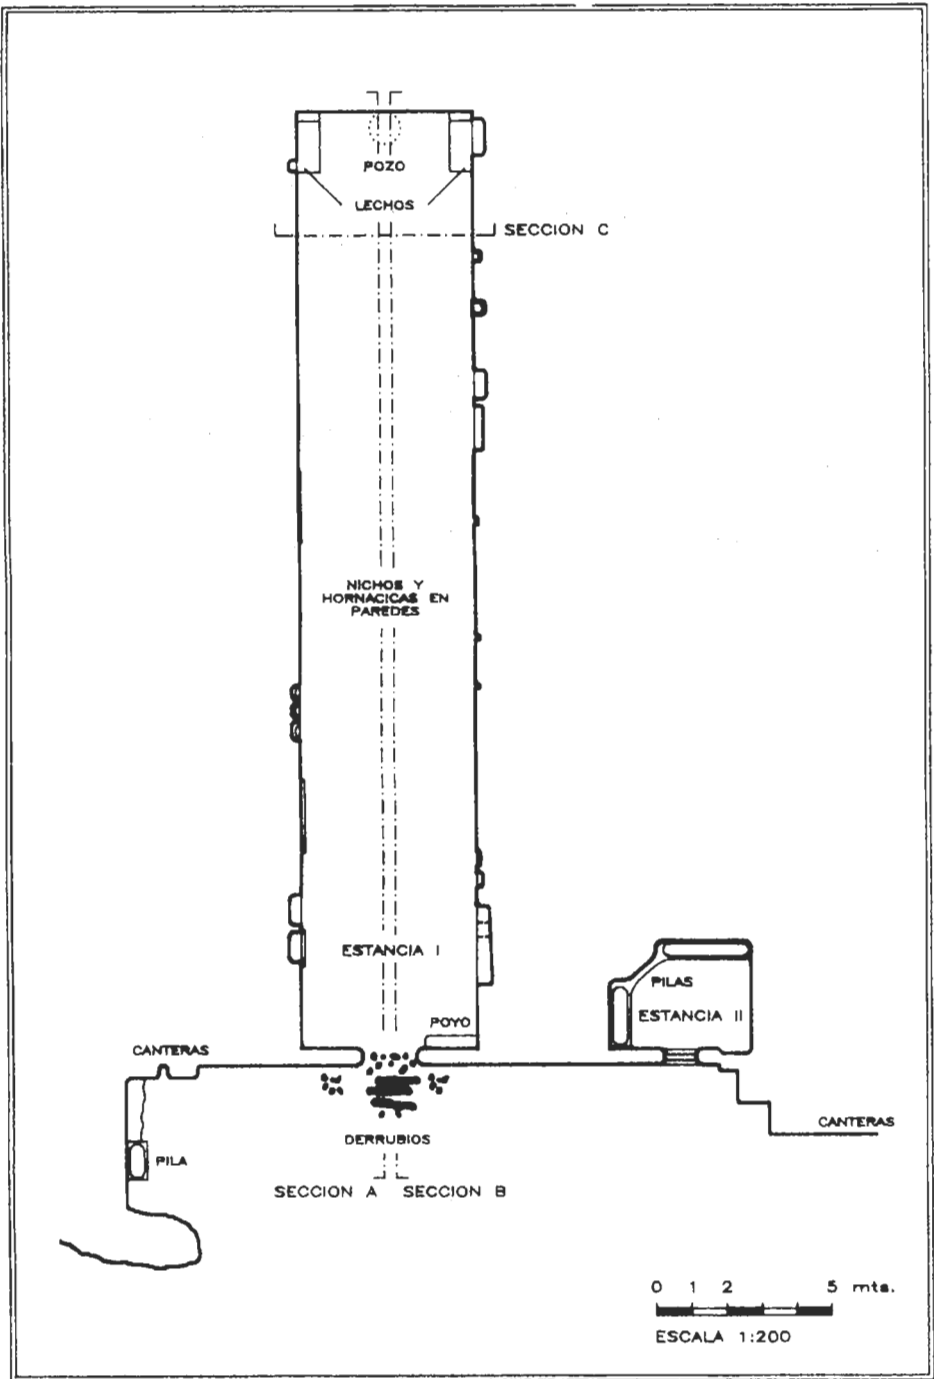 POZO
LECHOS
SECCION C
NICHOS Y
HORNACICAS EN
PAREDES
ESTANCIA I
PILAS
ESTANCIA II
POYO
CANTERAS
CANTERAS
DERRUBIOS
PILA
SECCION A SECCION B
0 1 2 5 mts.
ESCALA 1:200